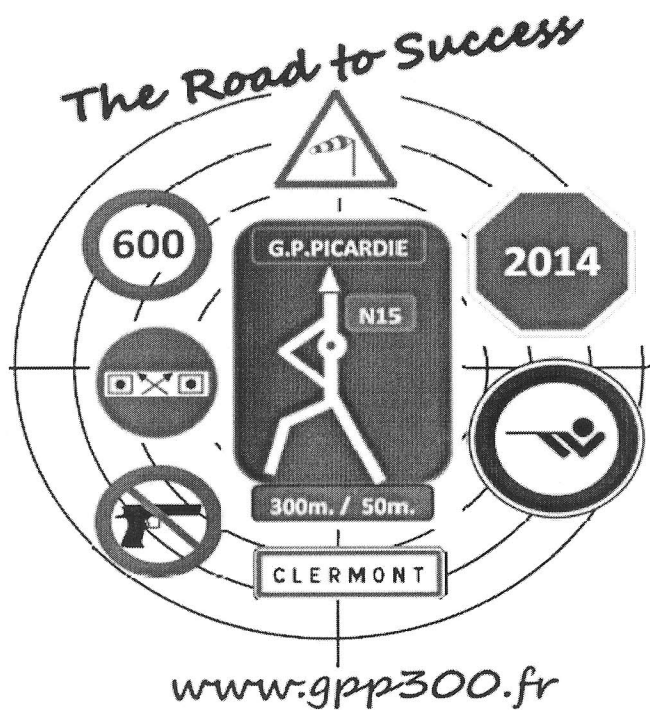 The Road to Success
600
G.P.PICARDIE
2014
N15
300m. / 50m.
CLERMONT
www.gpp300.fr